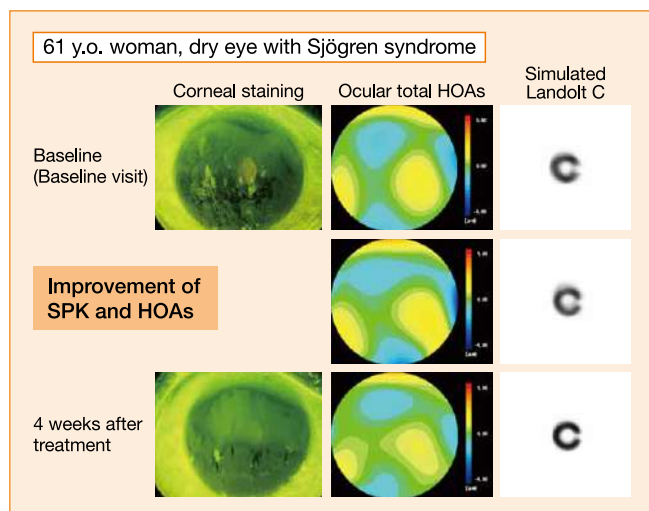 61 y.o. woman, dry eye with Sjögren syndrome
Corneal staining
Ocular total HOAs
Simulated
Landolt C
Baseline
(Baseline visit)
Improvement of
SPK and HOAs
4 weeks after
treatment